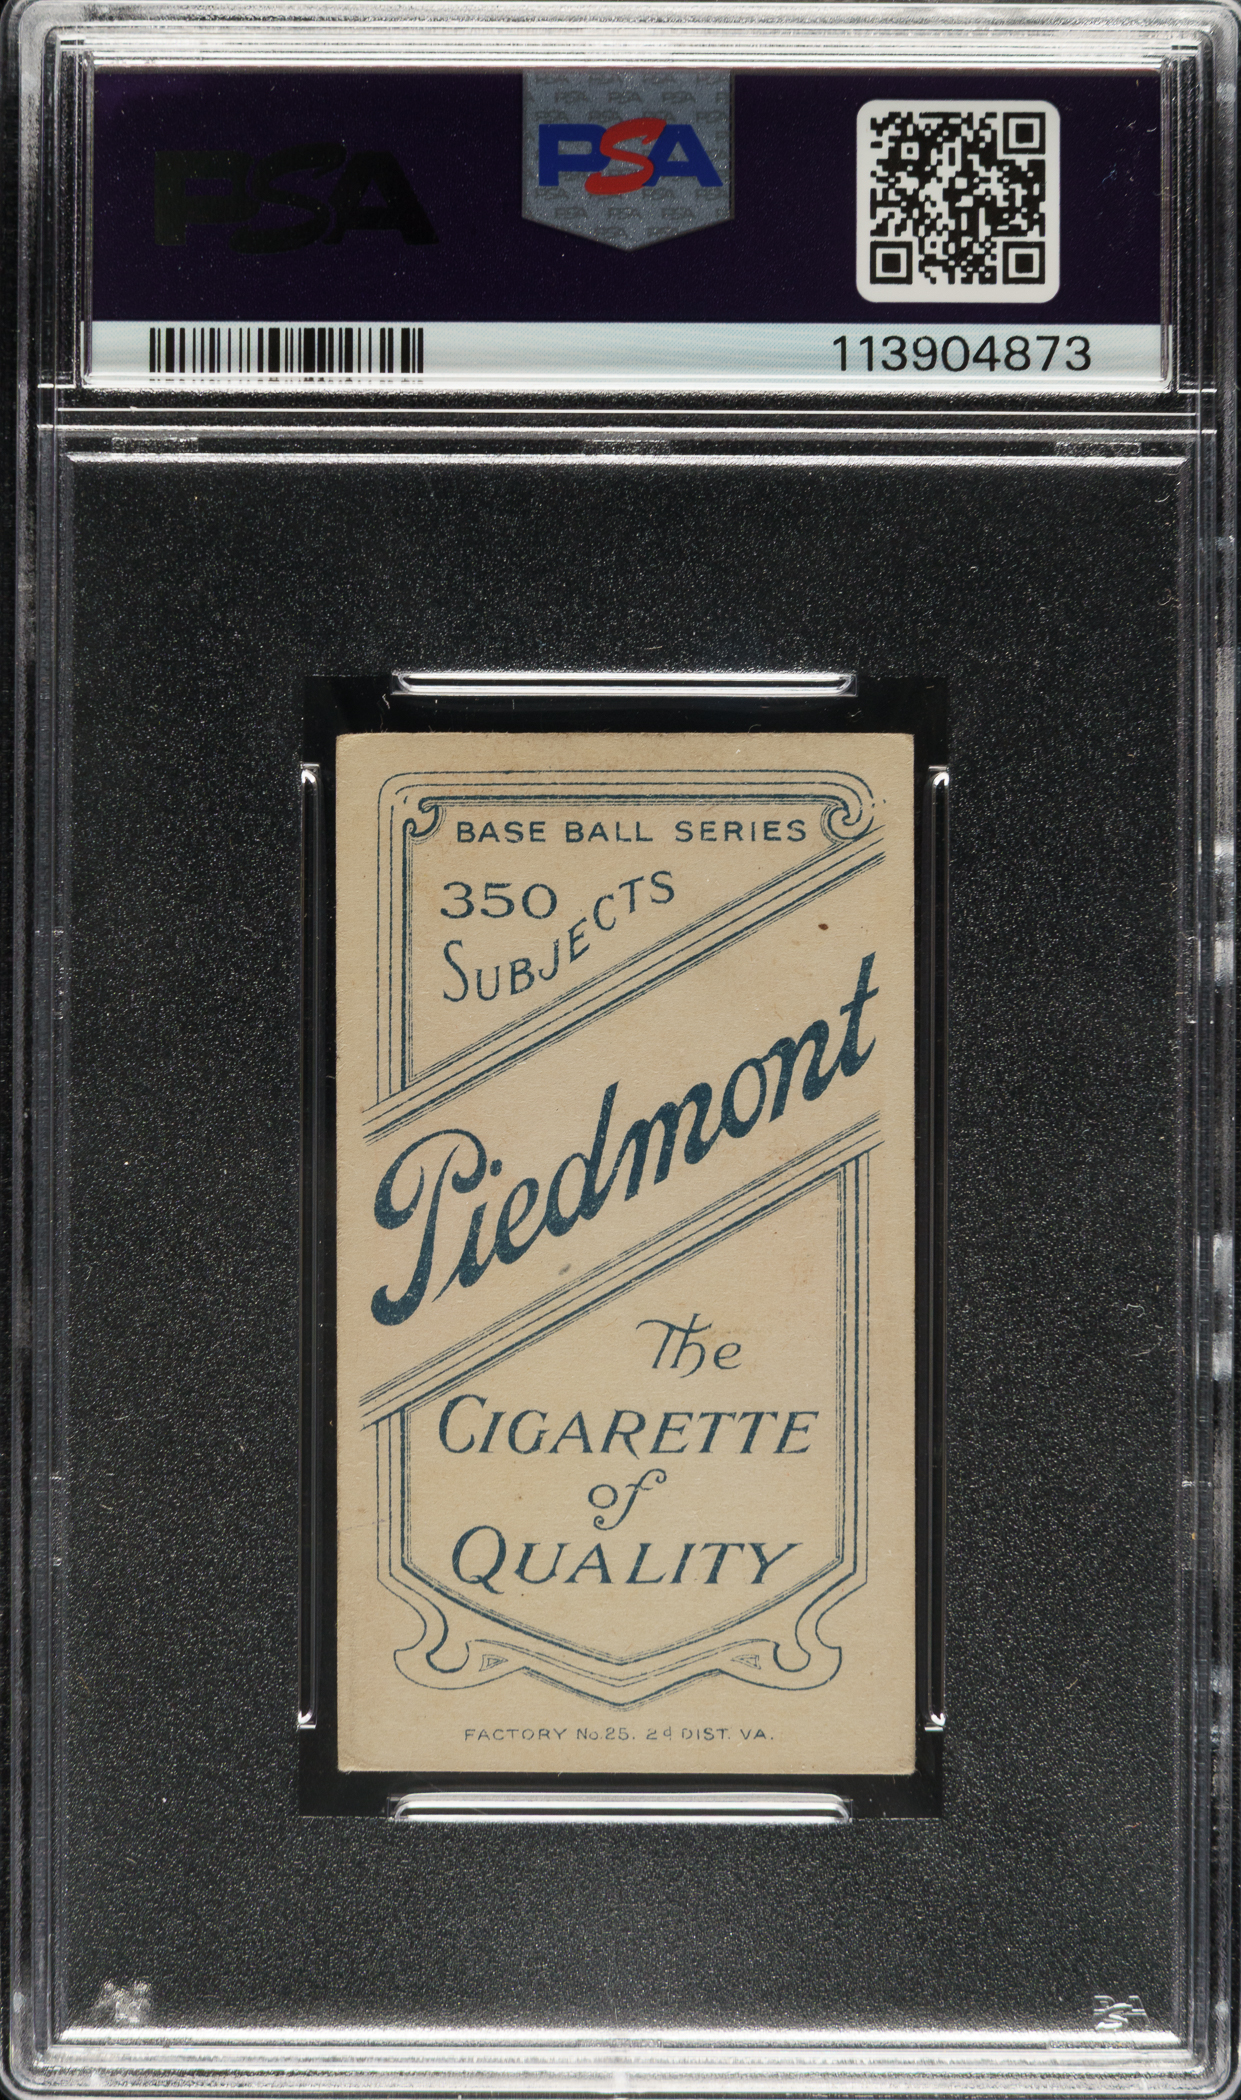 PSA
PSA
113904873
BASE BALL SERIES
350
SUBJECTS
Piedmont
The
CIGARETTE
of
QUALITY
FACTORY No. 25. 2d DIST. VA.
PSA